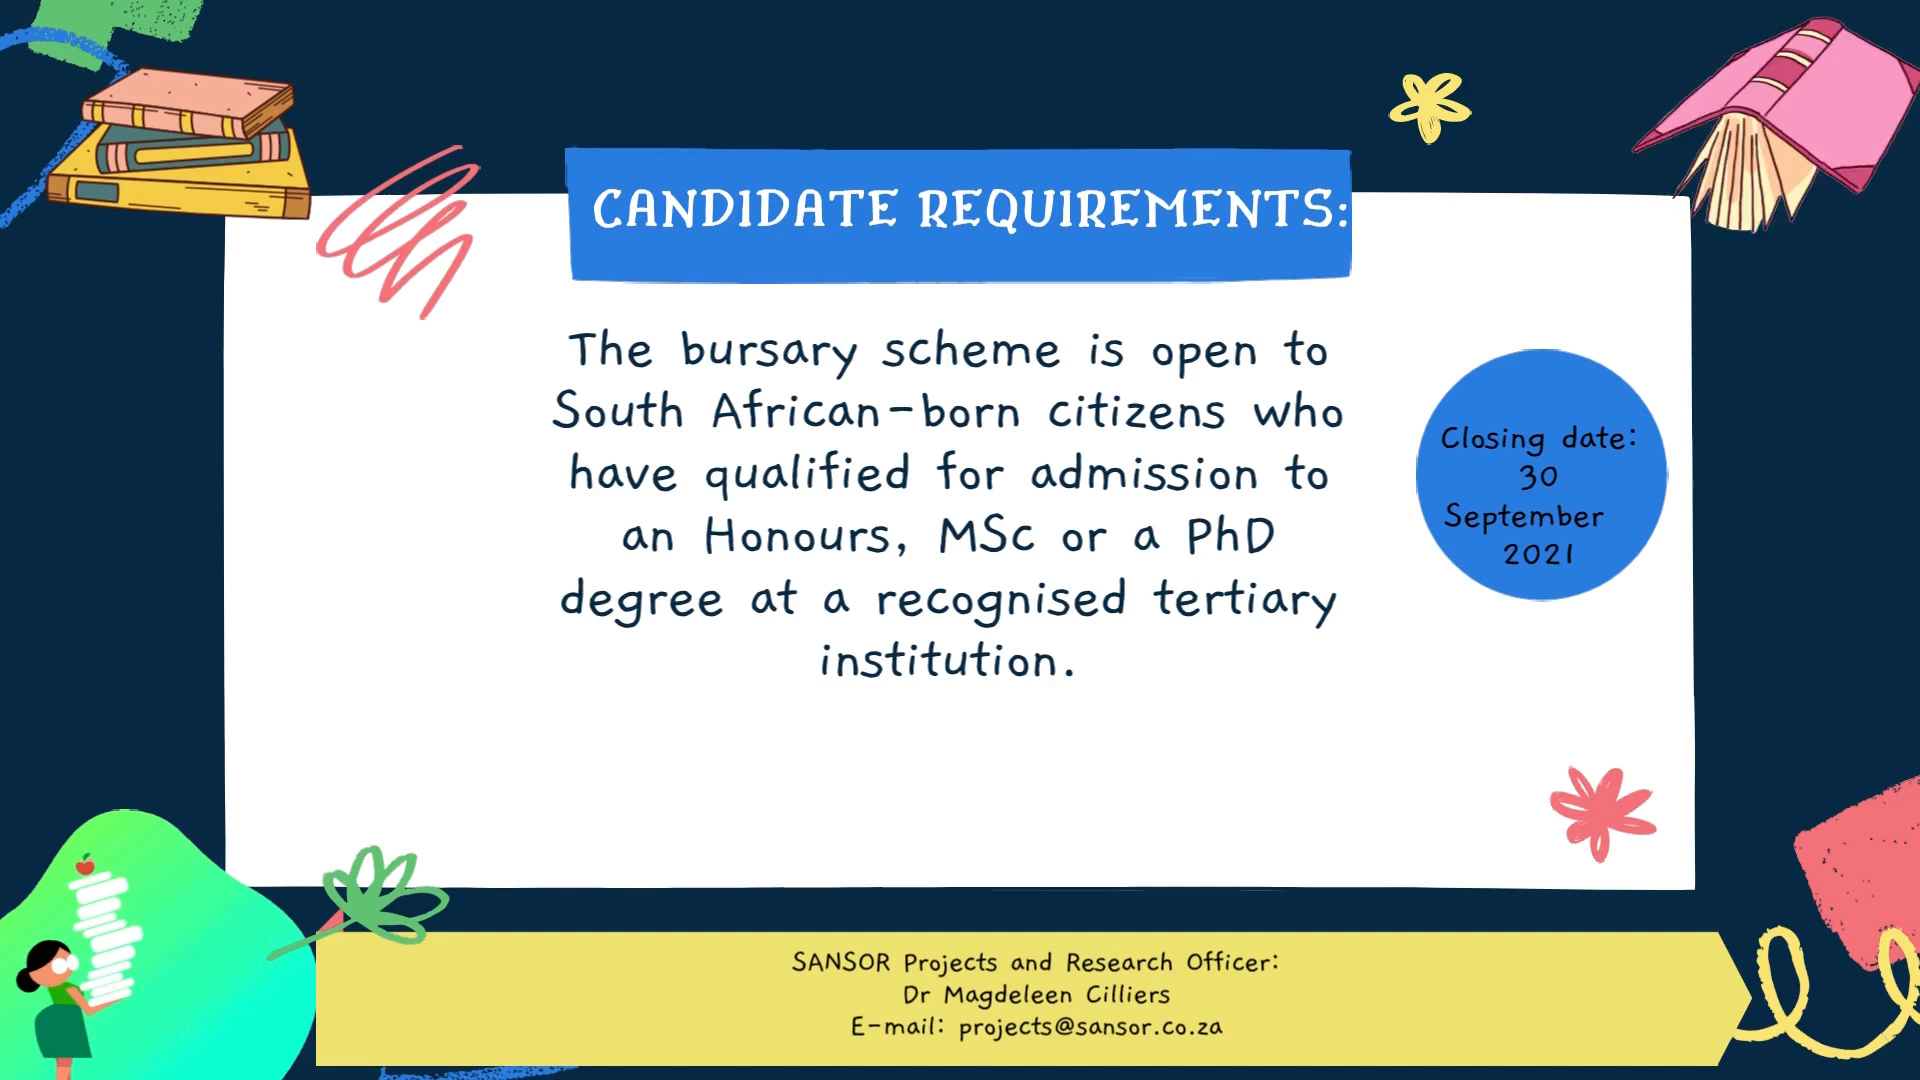 CANDIDATE REQUIREMENTS:
The bursary scheme is open to
South African-born citizens who
have qualified for admission to
an Honours, MSc or a PhD
degree at a recognised tertiary
institution.
Closing date:
30
September
2021
SANSOR Projects and Research Officer:
Dr Magdeleen Cilliers
E-mail: projects@sansor.co.za